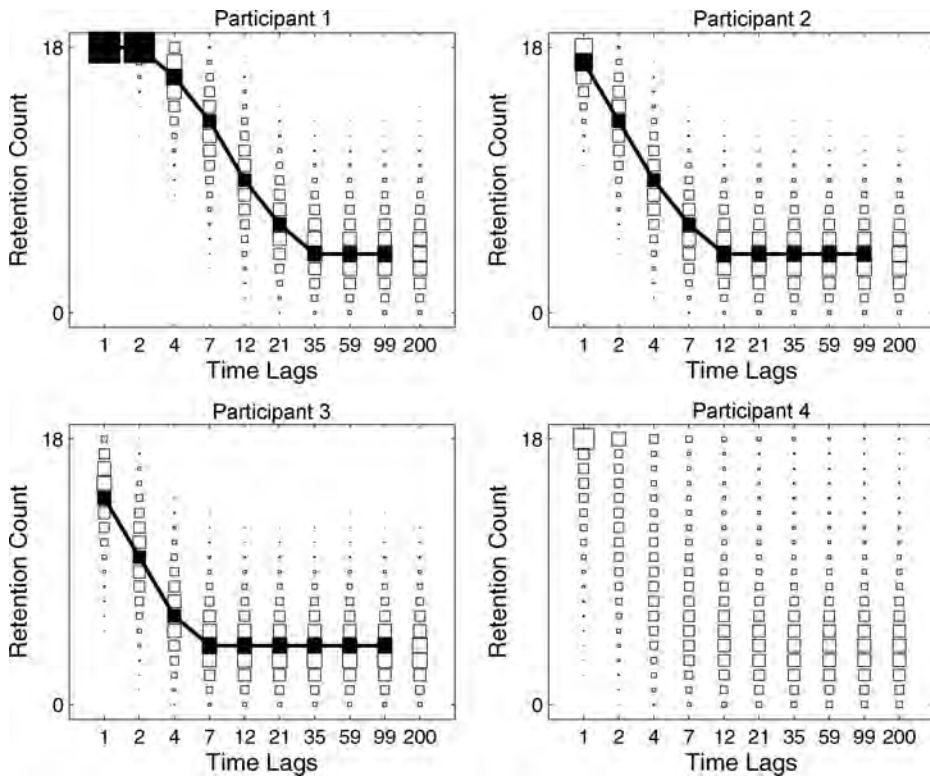 Participant 1
Retention Count
18
0
1 2 4 7 12 21 35 59 99 200
Time Lags
Participant 2
Retention Count
18
0
1 2 4 7 12 21 35 59 99 200
Time Lags
Participant 3
Retention Count
18
0
1 2 4 7 12 21 35 59 99 200
Time Lags
Participant 4
Retention Count
18
0
1 2 4 7 12 21 35 59 99 200
Time Lags